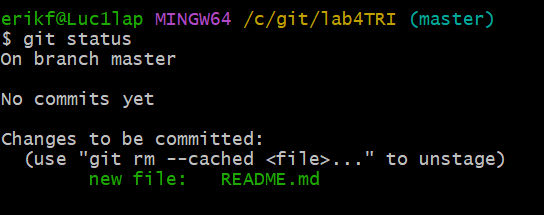 erikf@Luc1lap MINGW64 /c/git/lab4TRI (master)
$ git status
On branch master
No commits yet
Changes to be committed:
(use "git rm --cached <file>..." to unstage)
new file: README.md